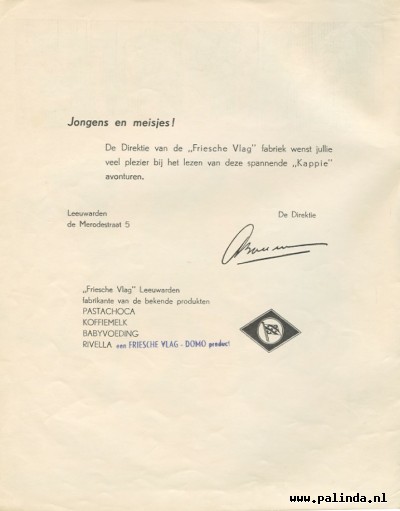 Jongens en meisjes!
De Direktie van de „Friesche Vlag" fabriek wenst jullie
veel plezier bij het lezen van deze spannende „Kappie"
avonturen.
Leeuwarden
de Merodestraat 5
De Direktie
„Friesche Vlag" Leeuwarden
fabrikante van de bekende produkten
PASTACHOCA
KOFFIEMELK
BABYVOEDING
RIVELLA een FRIESCHE VLAG - DOMO product
www.palinda.nl